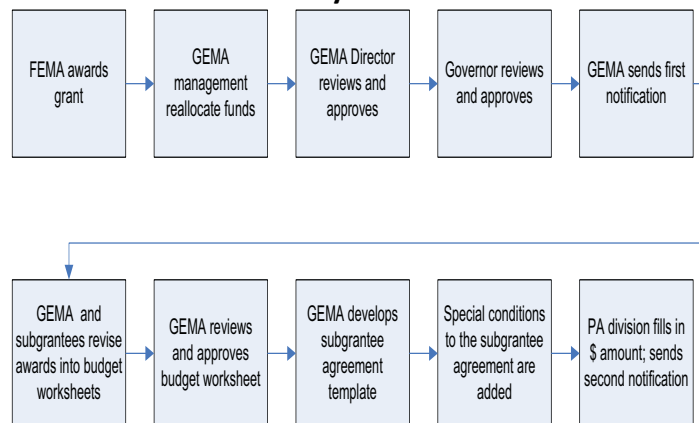 FEMA awards
grant
GEMA
management
reallocate funds
GEMA Director
reviews and
approves
Governor reviews
and approves
GEMA sends first
notification
GEMA and
subgrantees revise
awards into budget
worksheets
GEMA reviews
and approves
budget worksheet
GEMA develops
subgrantee
agreement
template
Special conditions
to the subgrantee
agreement are
added
PA division fills in
$ amount; sends
second notification